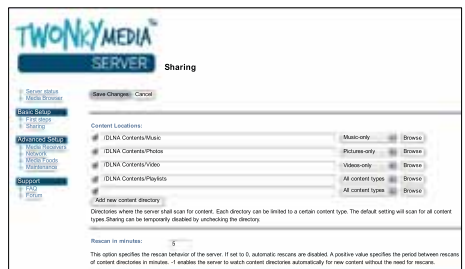 TWONKYMEDIA™
SERVER
Sharing
Server status
Media Browser
Save Changes Cancel
Basic Setup
First steps
Sharing
Advanced Setup
Media Receivers
Network
Media Feeds
Maintenance
Support
FAQ
Forum
Content Locations:
/DLNA Contents/Music Music-only Browse
/DLNA Contents/Photos Pictures-only Browse
/DLNA Contents/Video Videos-only Browse
/DLNA Contents/Playlists All content types Browse
All content types Browse
Add new content directory
Directories where the server shall scan for content. Each directory can be limited to a certain content type. The default setting will scan for all content
types.Sharing can be temporarily disabled by unchecking the directory.
Rescan in minutes: 5
This option specifies the rescan behavior of the server. If set to 0, automatic rescans are disabled. A positive value specifies the period between rescans
of content directories in minutes. -1 enables the server to watch content directories automatically for new content without the need for rescans.